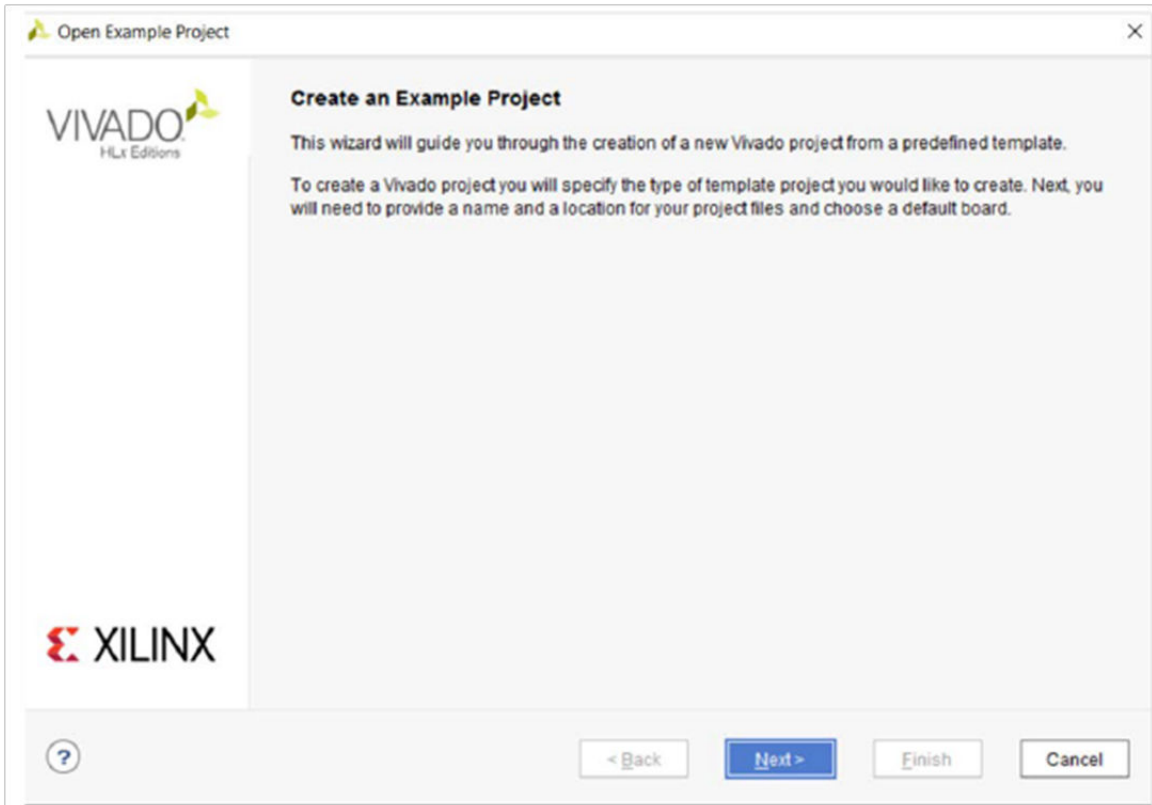 Open Example Project
VIVADO
HLx Editions
Create an Example Project
This wizard will guide you through the creation of a new Vivado project from a predefined template.
To create a Vivado project you will specify the type of template project you would like to create. Next, you
will need to provide a name and a location for your project files and choose a default board.
XILINX
?
< Back
Next >
Finish
Cancel